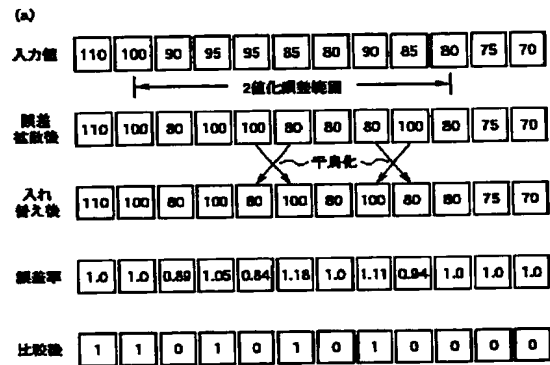 (a)
入力値 110 100 90 95 95 85 80 90 85 80 75 70
2値化誤差範囲
誤差拡散後 110 100 80 100 100 80 80 80 100 80 75 70
平息化
入れ替え後 110 100 80 100 80 100 80 100 80 80 75 70
誤差率 1.0 1.0 0.89 1.05 0.84 1.18 1.0 1.11 0.94 1.0 1.0 1.0
比較後 1 1 0 1 0 1 0 1 0 0 0 0